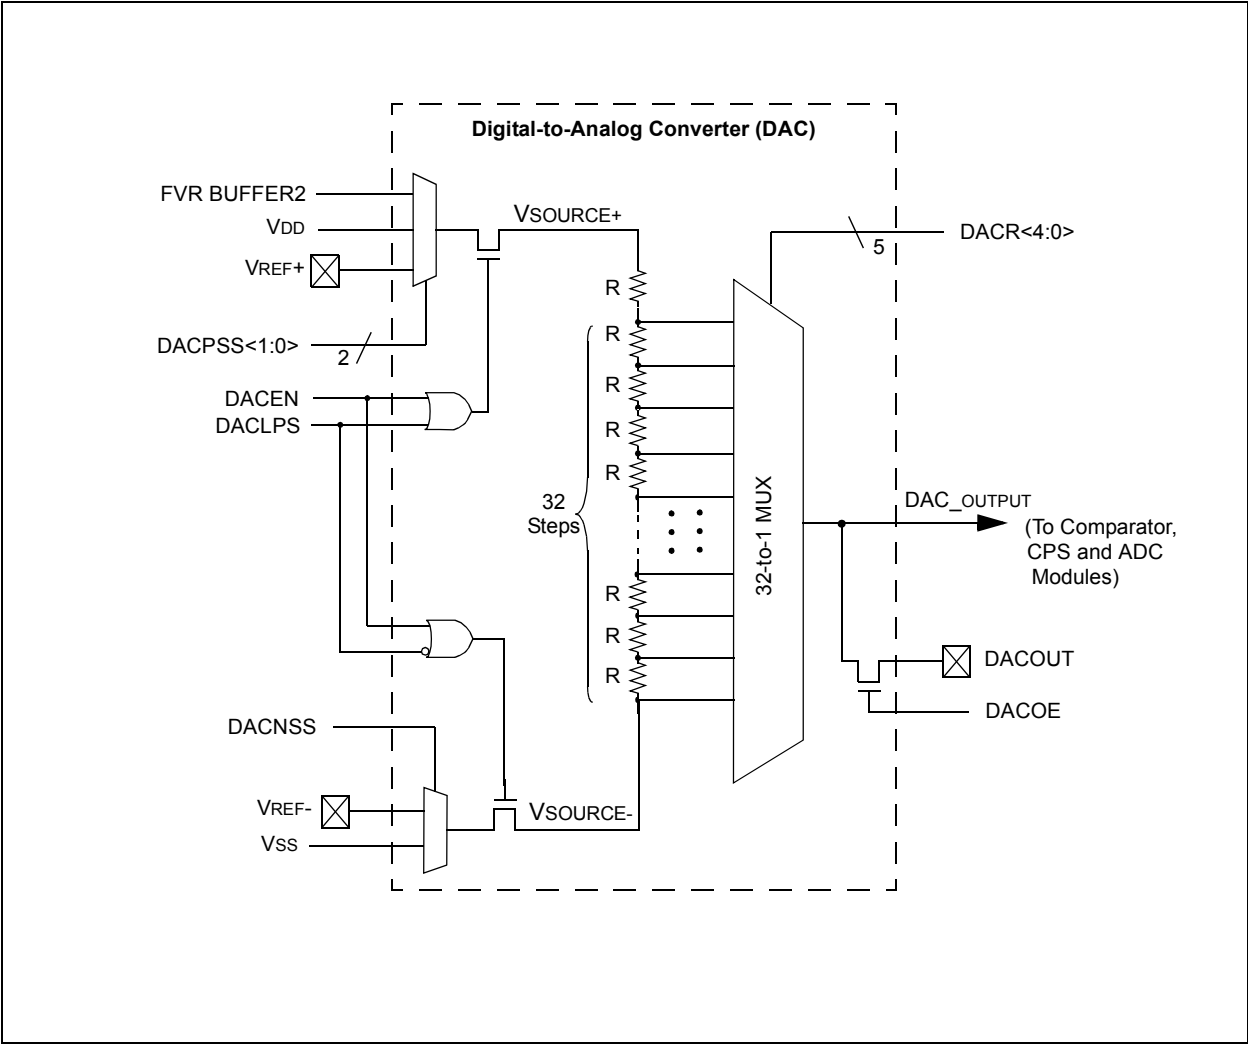 Digital-to-Analog Converter (DAC)
FVR BUFFER2
VDD
VREF+
VSOURCE+
DACR<4:0>
5
DACPSS<1:0>
2
R
R
R
R
R
DACEN
DACLPS
32
Steps
32-to-1 MUX
DAC_OUTPUT
(To Comparator,
CPS and ADC
Modules)
R
R
R
DACOUT
DACOE
DACNSS
VREF-
VSS
VSOURCE-